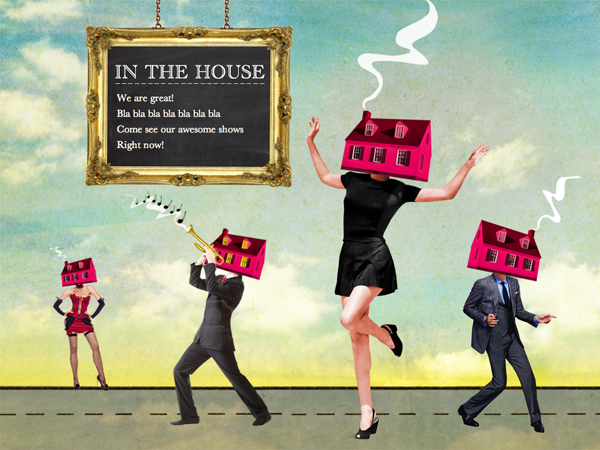 IN THE HOUSE
We are great!
Bla bla bla bla bla bla bla
Come see our awesome shows
Right now!